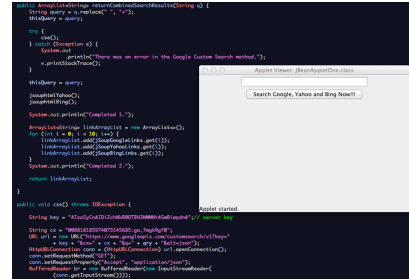 public ArrayList<String> returnCombinedSearchResults(String q) {
String query = q.replace(" ", "+");
thisQuery = query;
try {
cse();
} catch (Exception e) {
System.out
.println("There was an error in the Google Custom Search method.");
e.printStackTrace();
}
thisQuery = query;
jsouphtmlYahoo();
jsouphtmlBing();
System.out.println("Completed 1.");
ArrayList<String> linkArrayList = new ArrayList<>();
for (int i = 0; i < 10; i++) {
linkArrayList.add(jSoupGoogleLinks.get(i));
linkArrayList.add(jSoupYahooLinks.get(i));
linkArrayList.add(jSoupBingLinks.get(i));
}
System.out.println("Completed 2.");
return linkArrayList;
}
Applet Viewer: JBeanAppletOne.class
Search Google, Yahoo and Bing Now!!!
Applet started.
public void cse() throws IOException {
String key = // server key
String cx =
URL url = new URL("https://www.googleapis.com/customsearch/v1?key="
+ key + "&cx=" + cx + "&q=" + qry + "&alt=json");
HttpURLConnection conn = (HttpURLConnection) url.openConnection();
conn.setRequestMethod("GET");
conn.setRequestProperty("Accept", "application/json");
BufferedReader br = new BufferedReader(new InputStreamReader(
(conn.getInputStream())));